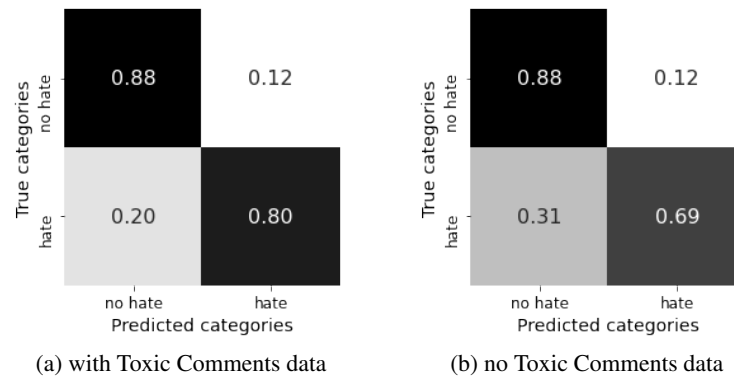 True categories
no hate
hate
0.88
0.12
0.20
0.80
no hate
hate
Predicted categories
(a) with Toxic Comments data
True categories
no hate
hate
0.88
0.12
0.31
0.69
no hate
hate
Predicted categories
(b) no Toxic Comments data